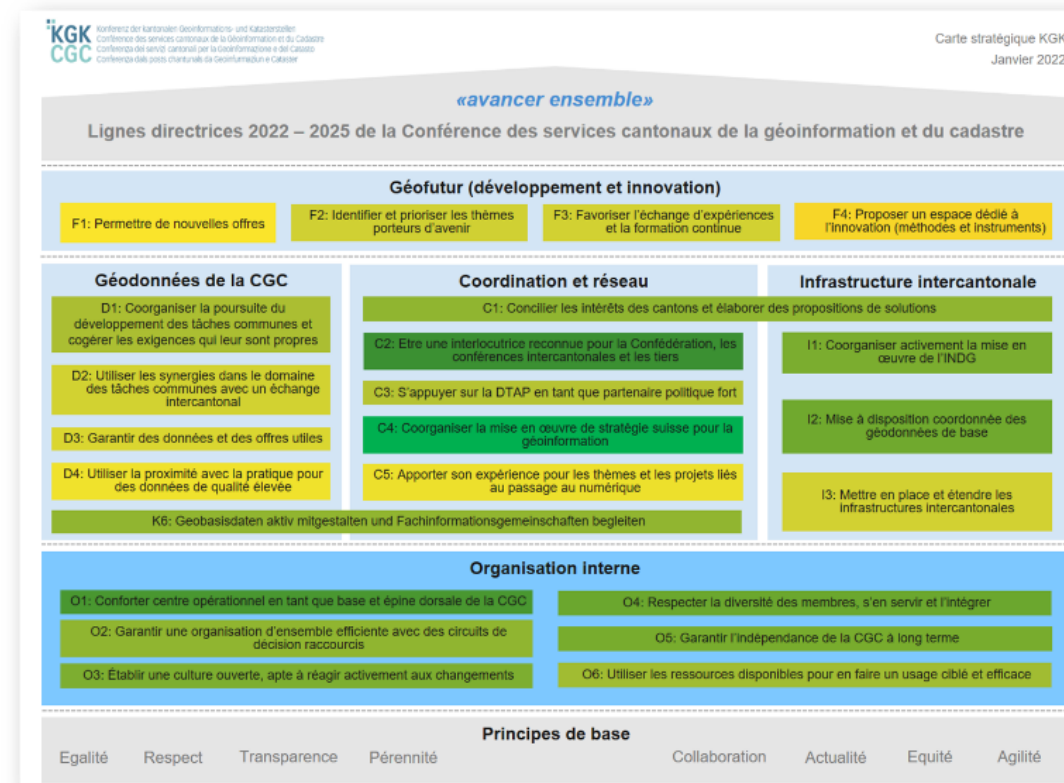 KGK
CGC
Konferenz der kantonalen Geoinformations- und Katasterstellen
Conférence des services cantonaux de la Géoinformation et du Cadastre
Conferenza dei servizi cantonali per la Geoinformazione e del Catasto
Conferenza dals posts chantunals da Geoinformaziun e Cataster
Carte stratégique KGK
Janvier 2022
«avancer ensemble»
Lignes directrices 2022 – 2025 de la Conférence des services cantonaux de la géoinformation et du cadastre
Géofutur (développement et innovation)
F1: Permettre de nouvelles offres
F2: Identifier et prioriser les thèmes
porteurs d'avenir
F3: Favoriser l'échange d'expériences
et la formation continue
F4: Proposer un espace dédié à
l'Innovation (méthodes et instruments)
Géodonnées de la CGC
D1: Coorganiser la poursuite du
développement des tâches communes et
cogérer les exigences qui leur sont propres
D2: Utiliser les synergies dans le domaine
des tâches communes avec un échange
intercantonal
D3: Garantir des données et des offres utiles
D4: Utiliser la proximité avec la pratique pour
des données de qualité élevée
Coordination et réseau
C1: Concilier les intérêts des cantons et élaborer des propositions de solutions
C2: Etre une interlocutrice reconnue pour la Confédération, les
conférences intercantonales et les tiers
C3: S'appuyer sur la DTAP en tant que partenaire politique fort
C4: Coorganiser la mise en œuvre de stratégie suisse pour la
géoinformation
C5: Apporter son expérience pour les thèmes et les projets liés
au passage au numérique
K6: Geobasisdaten aktiv mitgestalten und Fachinformationsgemeinschaften begleiten
Infrastructure intercantonale
I1: Coorganiser activement la mise en
œuvre de l'INDG
I2: Mise à disposition coordonnée des
géodonnées de base
I3: Mettre en place et étendre les
infrastructures intercantonales
Organisation interne
O1: Conforter centre opérationnel en tant que base et épine dorsale de la CGC
O2: Garantir une organisation d'ensemble efficiente avec des circuits de
décision raccourcis
O3: Établir une culture ouverte, apte à réagir activement aux changements
O4: Respecter la diversité des membres, s'en servir et l'intégrer
O5: Garantir l'indépendance de la CGC à long terme
O6: Utiliser les ressources disponibles pour en faire un usage ciblé et efficace
Principes de base
Egalité Respect Transparence Pérennité Collaboration Actualité Equité Agilité